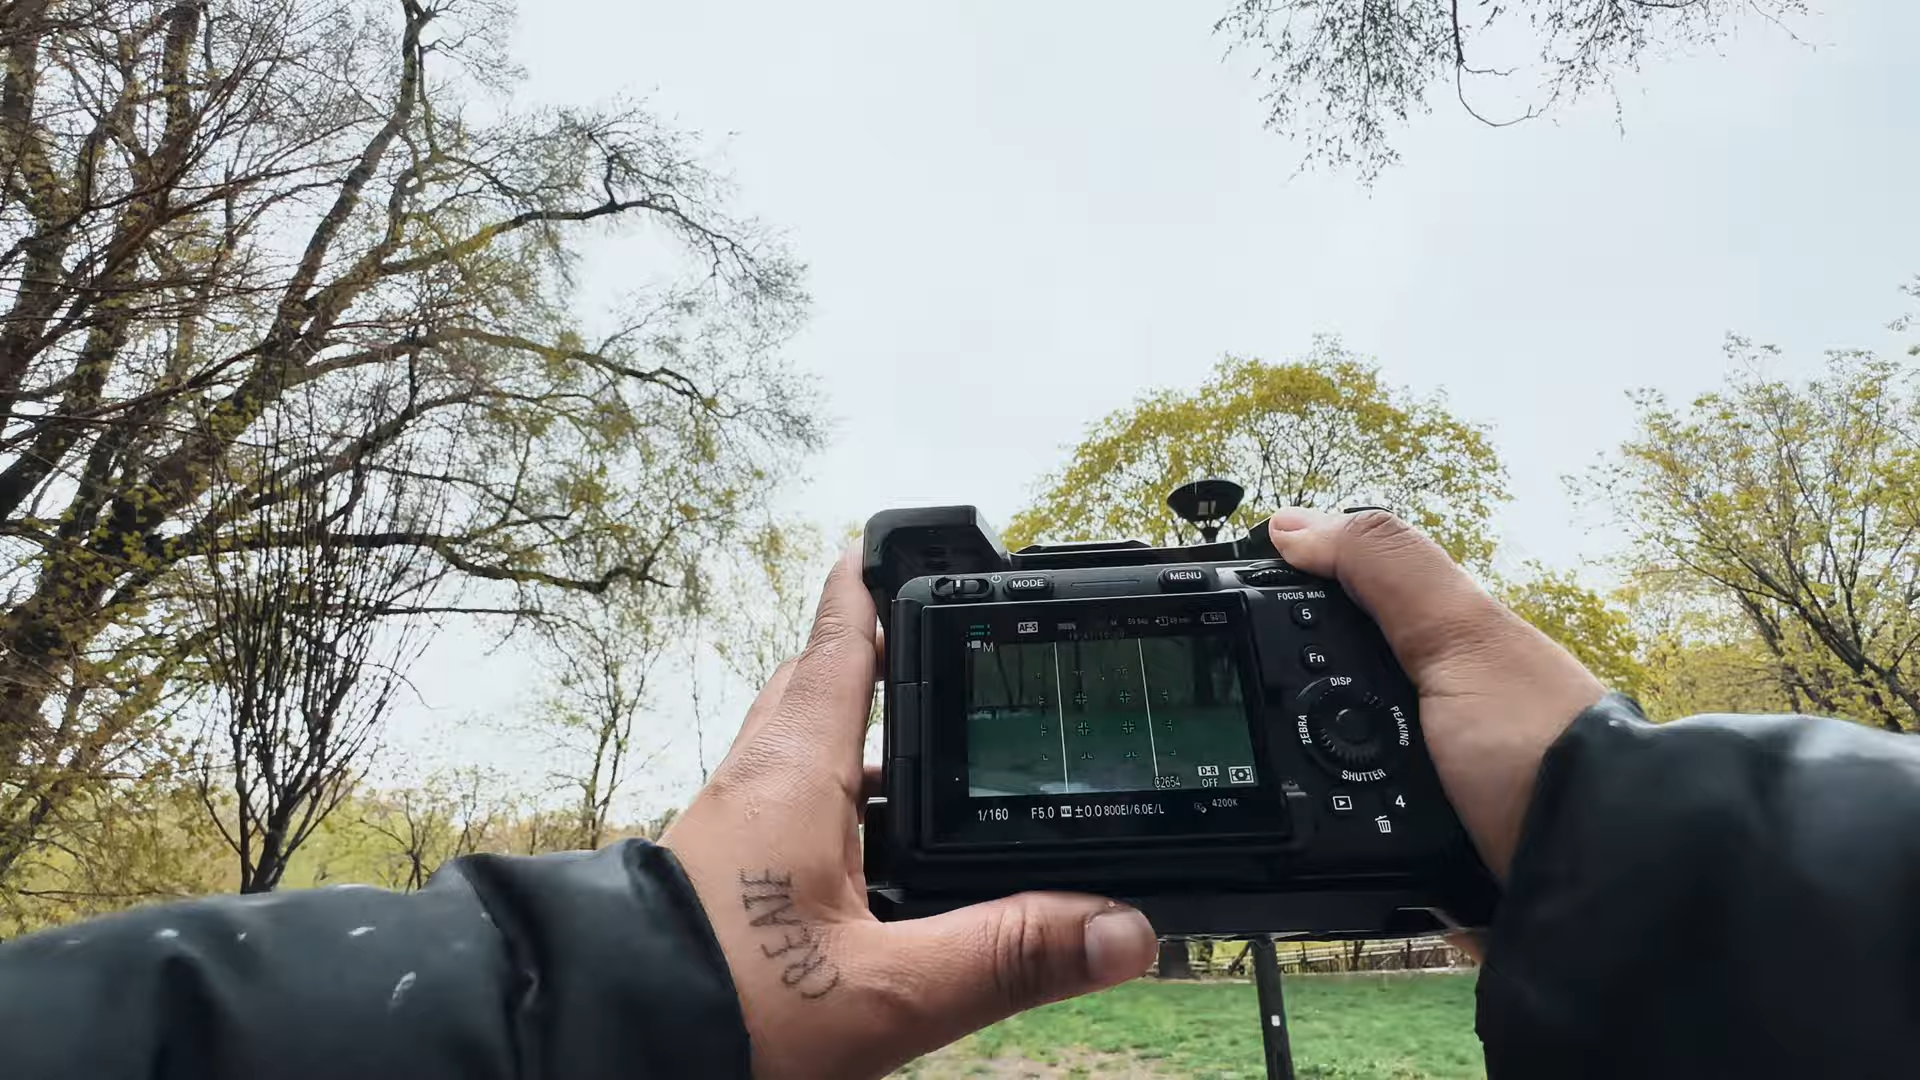 MODE
MENU
FOCUS MAG
5
Fn
DISP
ZEBRA
PEAKING
SHUTTER
4
AF-S
M
C2654
D-R
OFF
1/160 F5.0 ±0.0 800EI/6.0E/L 4200K
CREATE